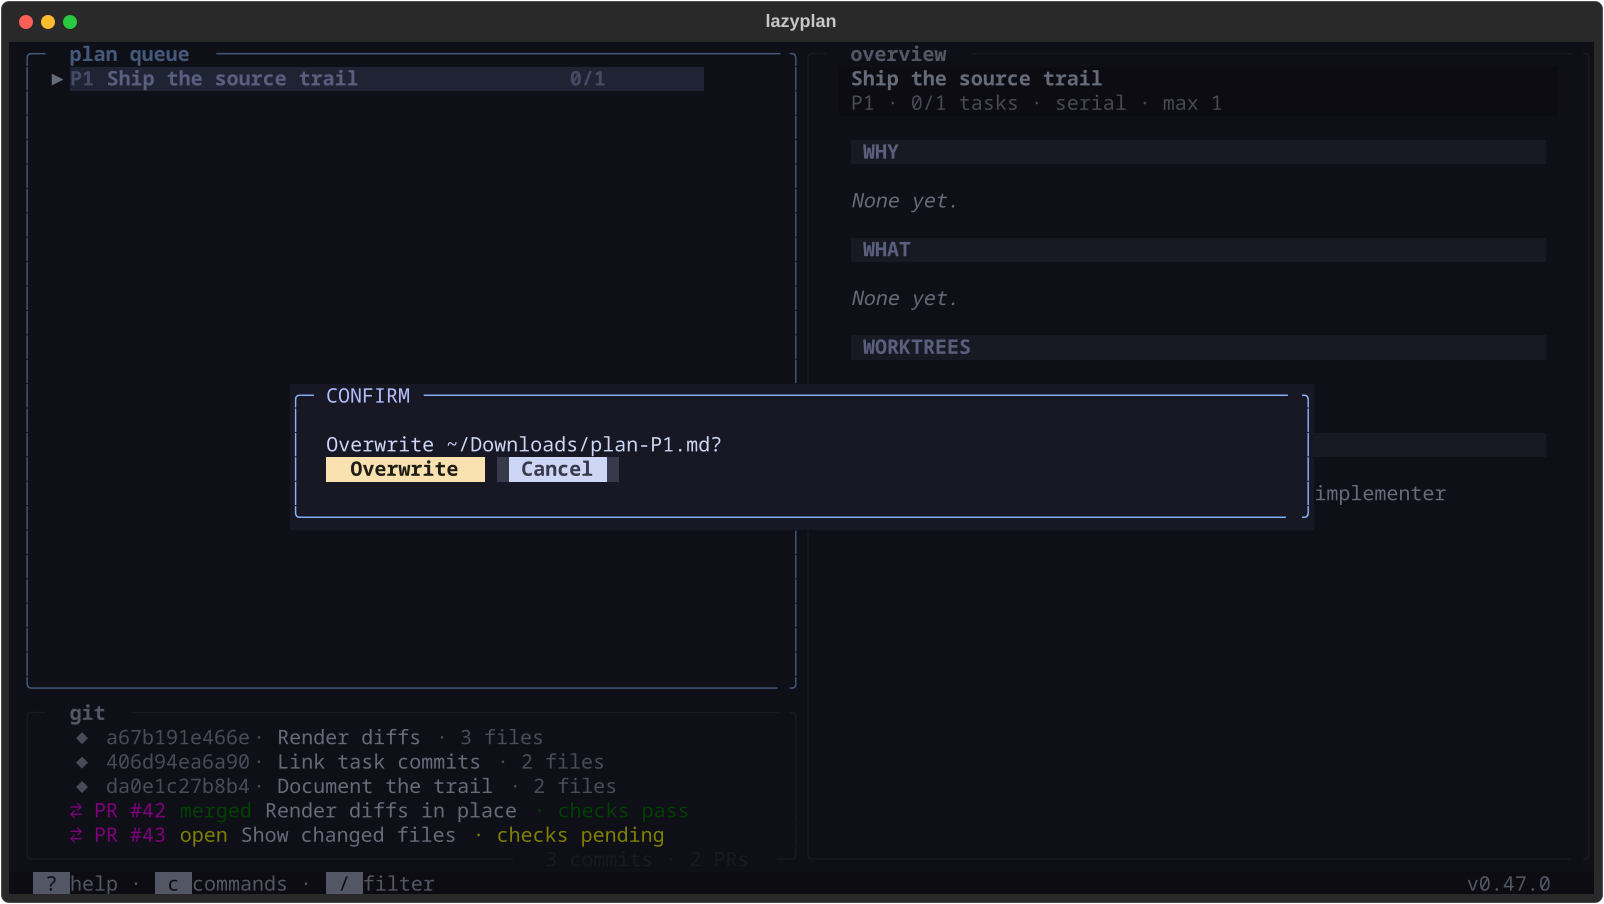 lazyplan
plan queue
▶ P1 Ship the source trail 0/1
overview
Ship the source trail
P1 · 0/1 tasks · serial · max 1
WHY
None yet.
WHAT
None yet.
WORKTREES
CONFIRM
Overwrite ~/Downloads/plan-P1.md?
Overwrite Cancel
implementer
git
◆ a67b191e466e · Render diffs · 3 files
◆ 406d94ea6a90 · Link task commits · 2 files
◆ da0e1c27b8b4 · Document the trail · 2 files
⇄ PR #42 merged Render diffs in place · checks pass
⇄ PR #43 open Show changed files · checks pending
3 commits · 2 PRs
? help · c commands · / filter
v0.47.0